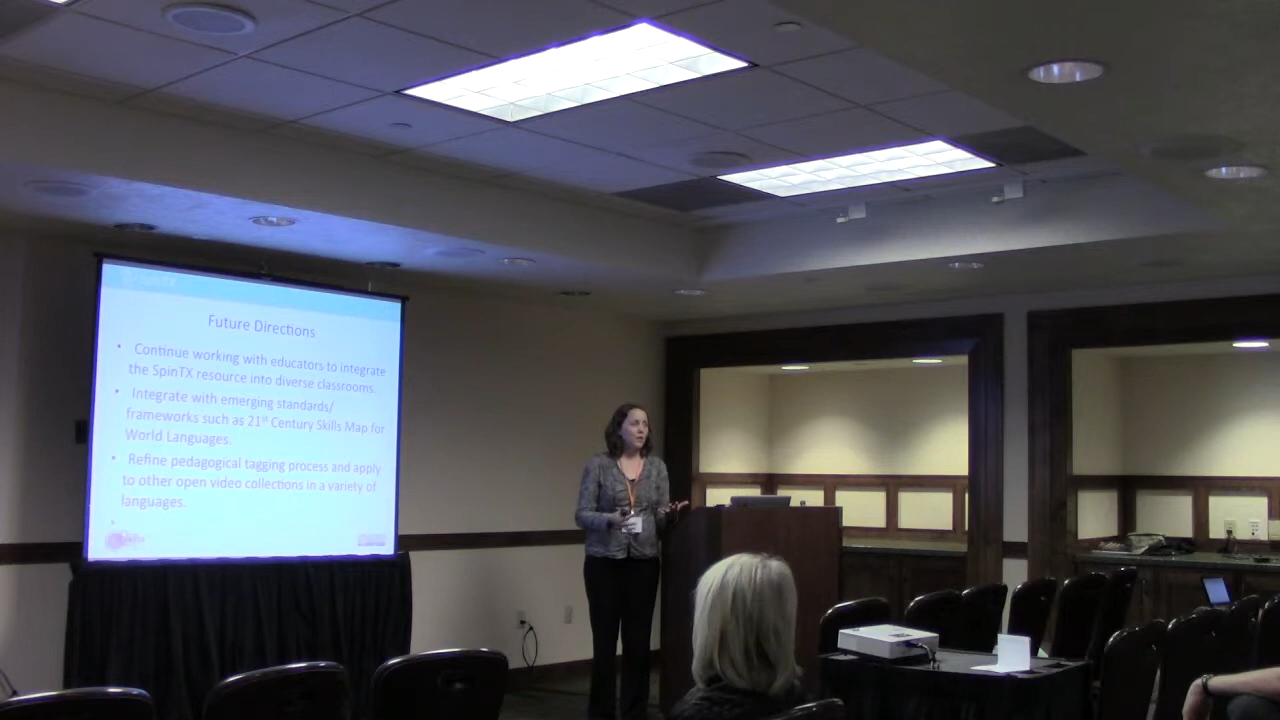 Future Directions
• Continue working with educators to integrate
the SpinTX resource into diverse classrooms.
• Integrate with emerging standards/
frameworks such as 21st Century Skills Map for
World Languages.
• Refine pedagogical tagging process and apply
to other open video collections in a variety of
languages.